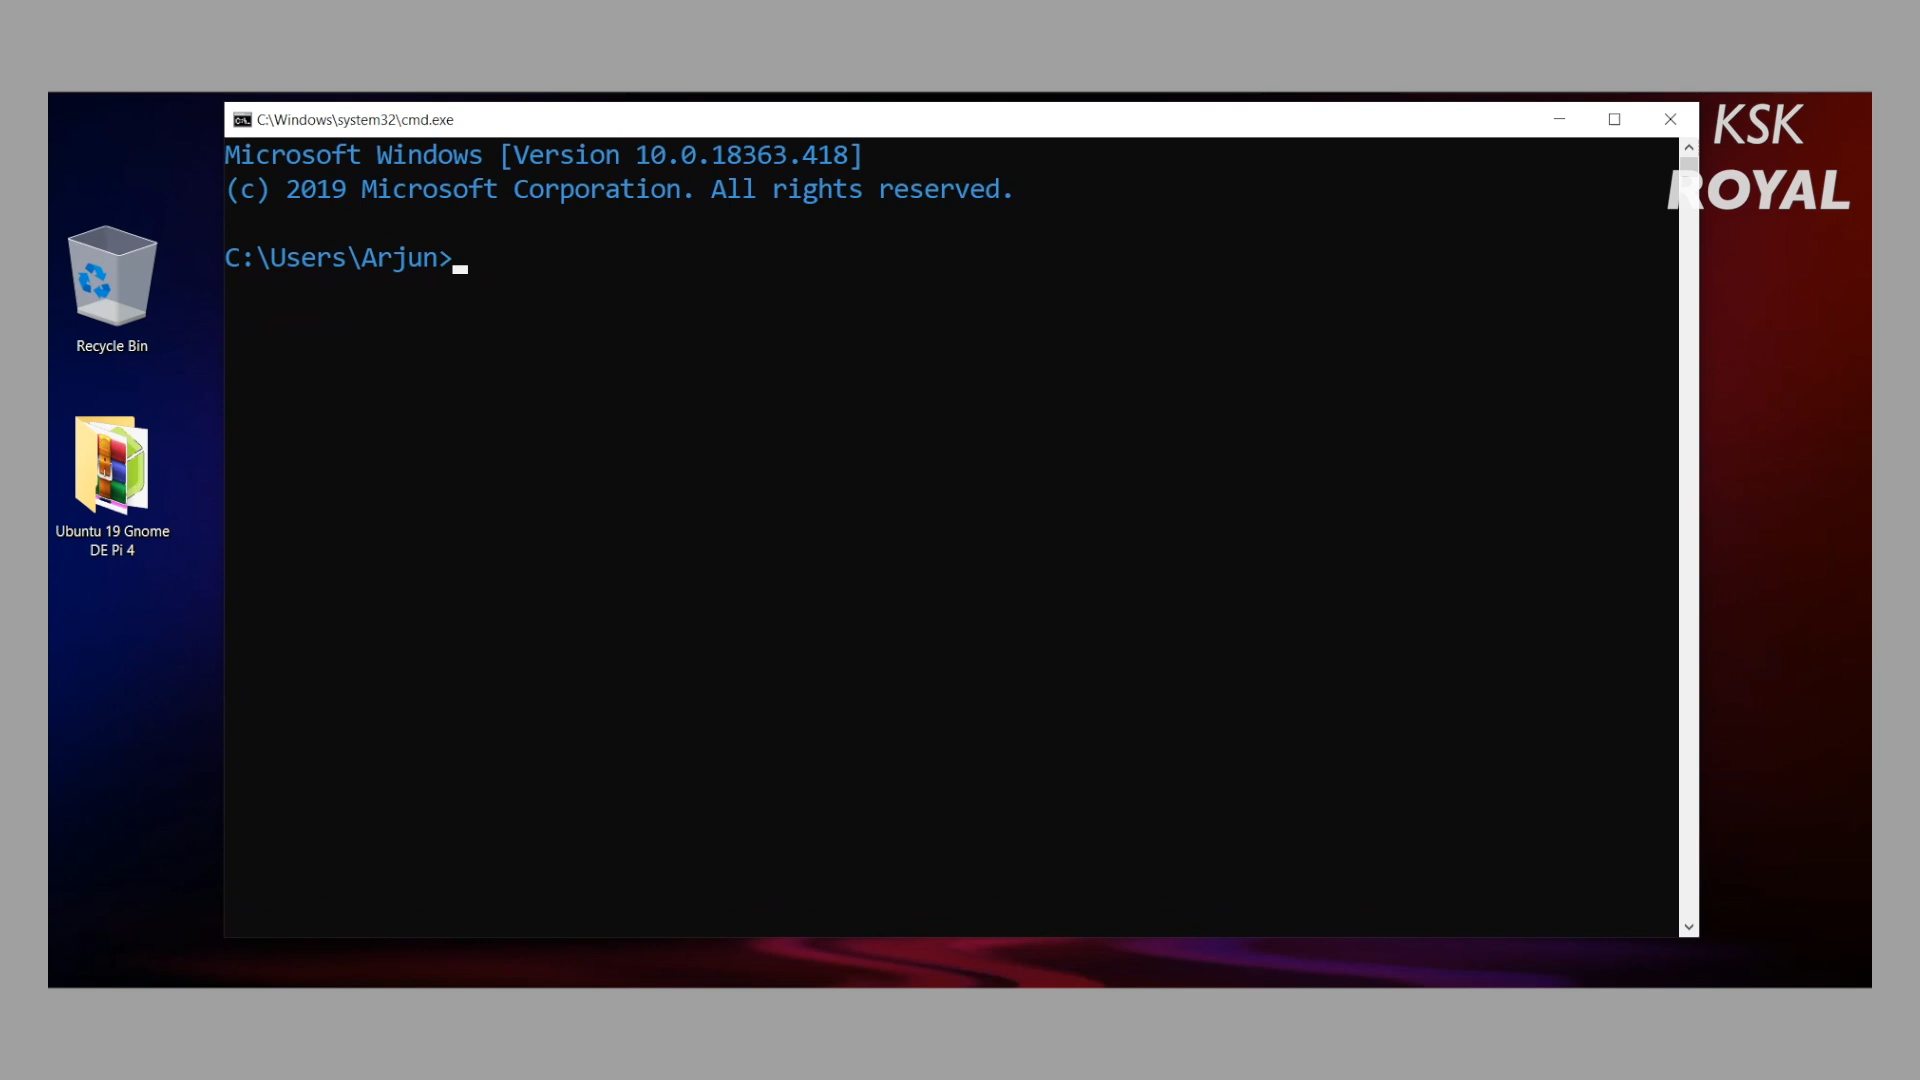 C:\Windows\system32\cmd.exe
Microsoft Windows [Version 10.0.18363.418]
(c) 2019 Microsoft Corporation. All rights reserved.
C:\Users\Arjun>
KSK
ROYAL
Recycle Bin
Ubuntu 19 Gnome
DE Pi 4